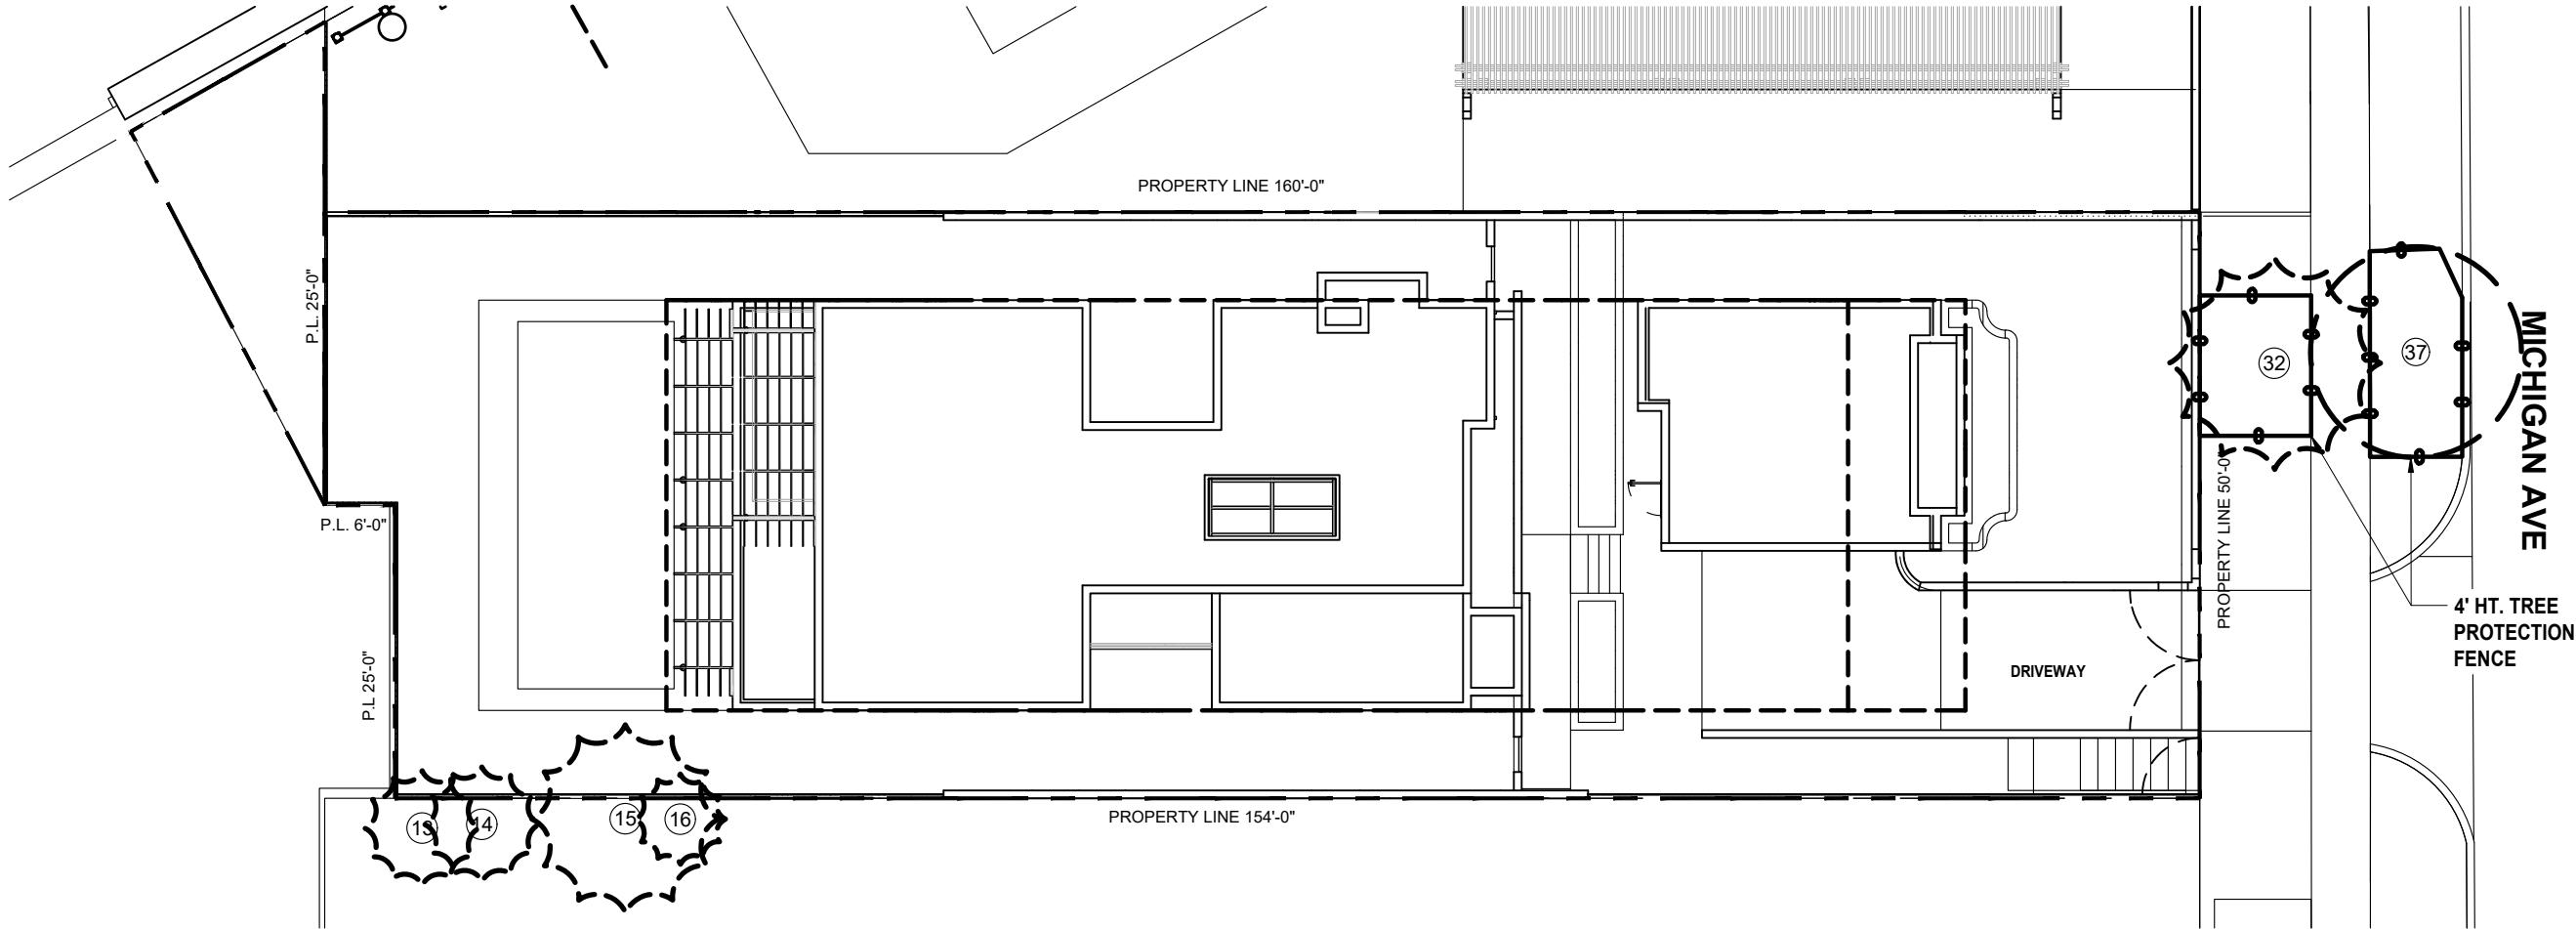 PROPERTY LINE 160'-0"
P.L. 25'-0"
32
37
MICHIGAN AVE
P.L. 6'-0"
PROPERTY LINE 50'-0"
4' HT. TREE
PROTECTION
FENCE
DRIVEWAY
P.L 25'-0"
13
14
15
16
PROPERTY LINE 154'-0"